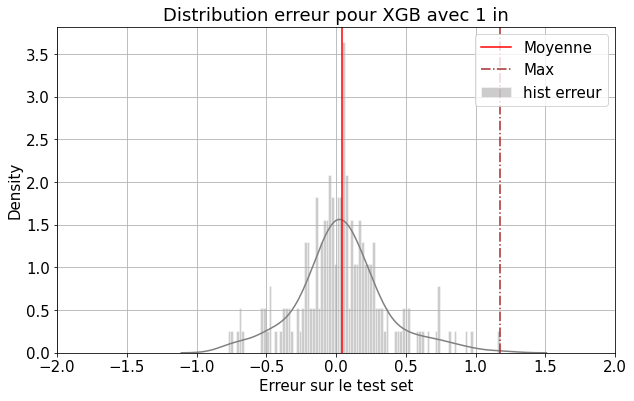 Distribution erreur pour XGB avec 1 in
Density
3.5
3.0
2.5
2.0
1.5
1.0
0.5
0.0
Moyenne
Max
hist erreur
−2.0 −1.5 −1.0 −0.5 0.0 0.5 1.0 1.5 2.0
Erreur sur le test set